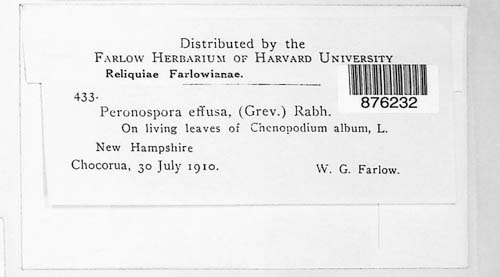 Distributed by the
FARLOW HERBARIUM OF HARVARD UNIVERSITY
Reliquiae Farlowianae.
876232
433.
Peronospora effusa, (Grev.) Rabh.
On living leaves of Chenopodium album, L.
New Hampshire
Chocorua, 30 July 1910.
W. G. Farlow.